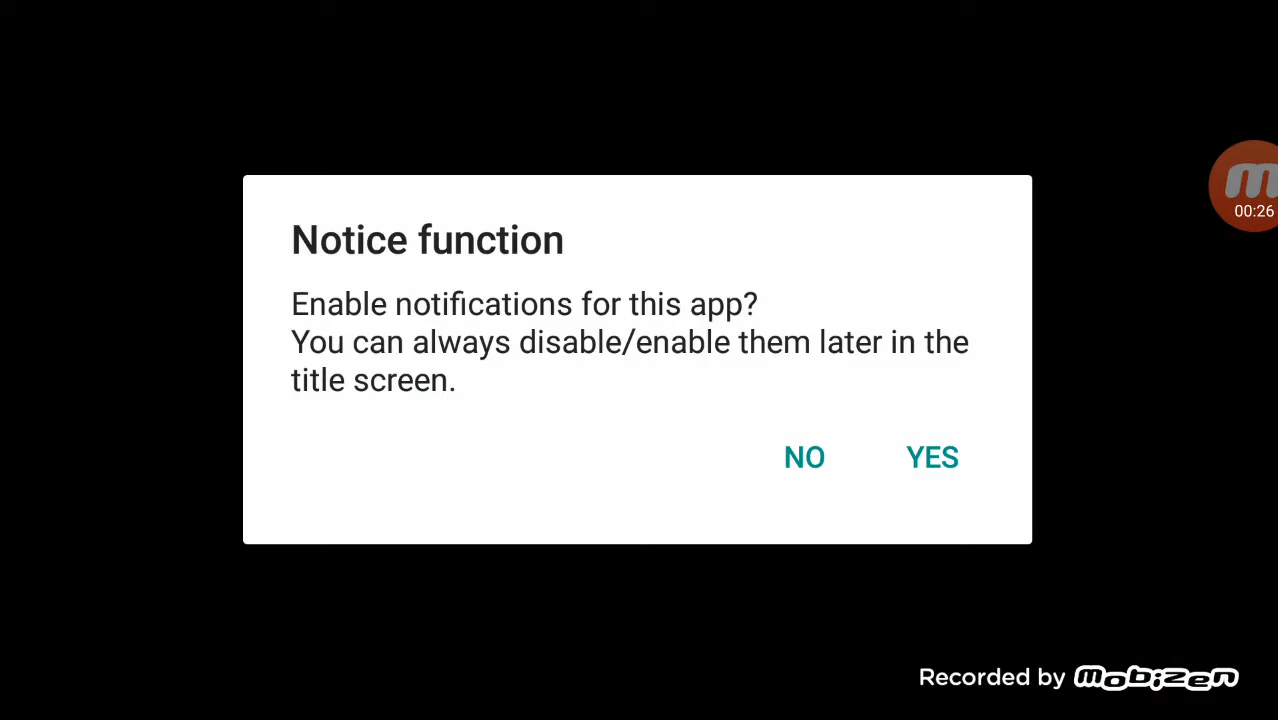 Notice function
Enable notifications for this app?
You can always disable/enable them later in the
title screen.
NO YES
m
00:26
Recorded by mobizen